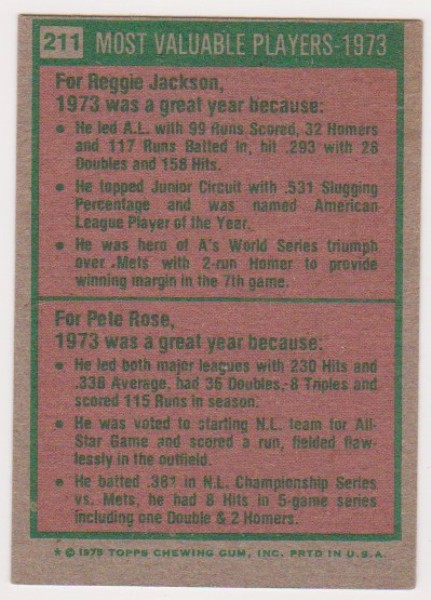 211 MOST VALUABLE PLAYERS-1973
For Reggie Jackson,
1973 was a great year because:
• He led A.L. with 99 Runs Scored, 32 Homers
and 117 Runs Batted In, hit .293 with 28
Doubles and 158 Hits.
• He topped Junior Circuit with .531 Slugging
Percentage and was named American
League Player of the Year.
• He was hero of A's World Series triumph
over Mets with 2-run Homer to provide
winning margin in the 7th game.
For Pete Rose,
1973 was a great year because:
• He led both major leagues with 230 Hits and
.338 Average, had 36 Doubles, 8 Triples and
scored 115 Runs in season.
• He was voted to starting N.L. team for All-
Star Game and scored a run, fielded flaw-
lessly in the outfield.
• He batted .381 in N.L. Championship Series
vs. Mets, he had 8 Hits in 5-game series
including one Double & 2 Homers.
* © 1975 TOPPS CHEWING GUM, INC. PRTD IN U.S.A.